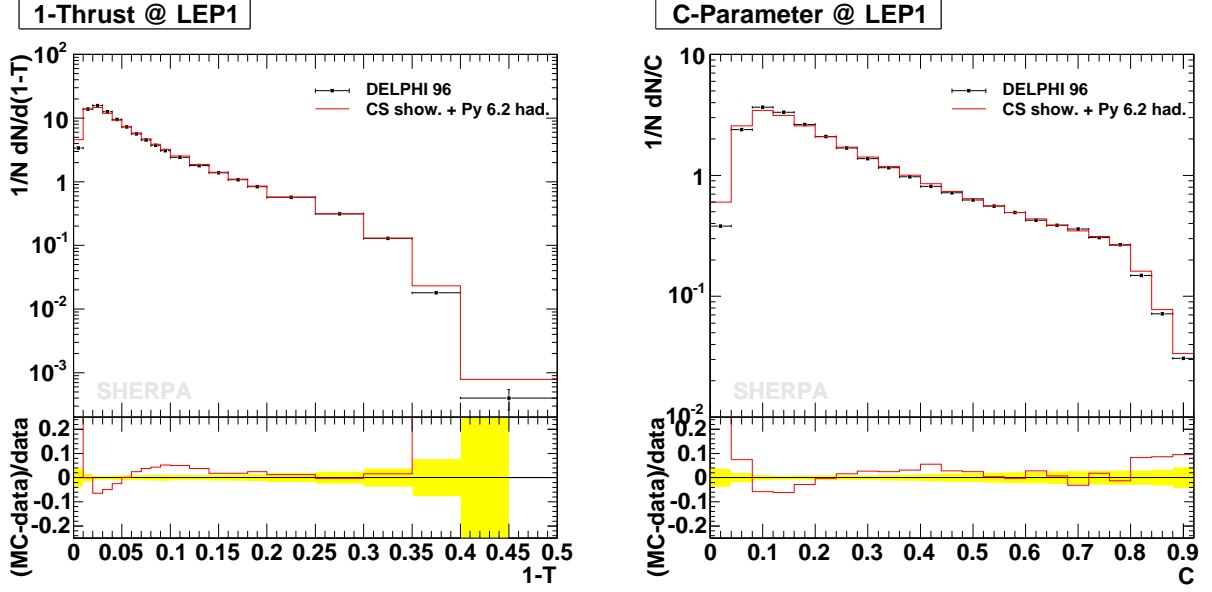 1-Thrust @ LEP1
1/N dN/d(1-T)
10^2
10
1
10^-1
10^-2
10^-3
DELPHI 96
CS show. + Py 6.2 had.
SHERPA
(MC-data)/data
0.2
0.1
0
-0.1
-0.2
0 0.05 0.1 0.15 0.2 0.25 0.3 0.35 0.4 0.45 0.5
1-T
C-Parameter @ LEP1
1/N dN/C
10
1
10^-1
10^-2
DELPHI 96
CS show. + Py 6.2 had.
SHERPA
(MC-data)/data
0.2
0.1
0
-0.1
-0.2
0 0.1 0.2 0.3 0.4 0.5 0.6 0.7 0.8 0.9
C